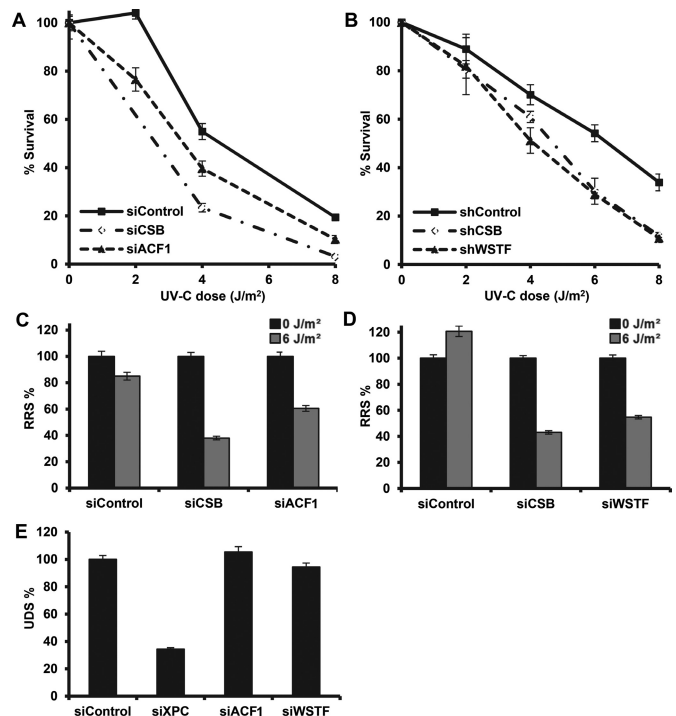 A
% Survival
100
80
60
40
20
0
siControl
siCSB
siACF1
0 2 4 6 8
UV-C dose (J/m²)
B
% Survival
100
80
60
40
20
0
shControl
shCSB
shWSTF
0 2 4 6 8
UV-C dose (J/m²)
C
RRS %
120
100
80
60
40
20
0
0 J/m²
6 J/m²
siControl siCSB siACF1
D
RRS %
120
100
80
60
40
20
0
0 J/m²
6 J/m²
siControl siCSB siWSTF
E
UDS %
120
100
80
60
40
20
0
siControl siXPC siACF1 siWSTF